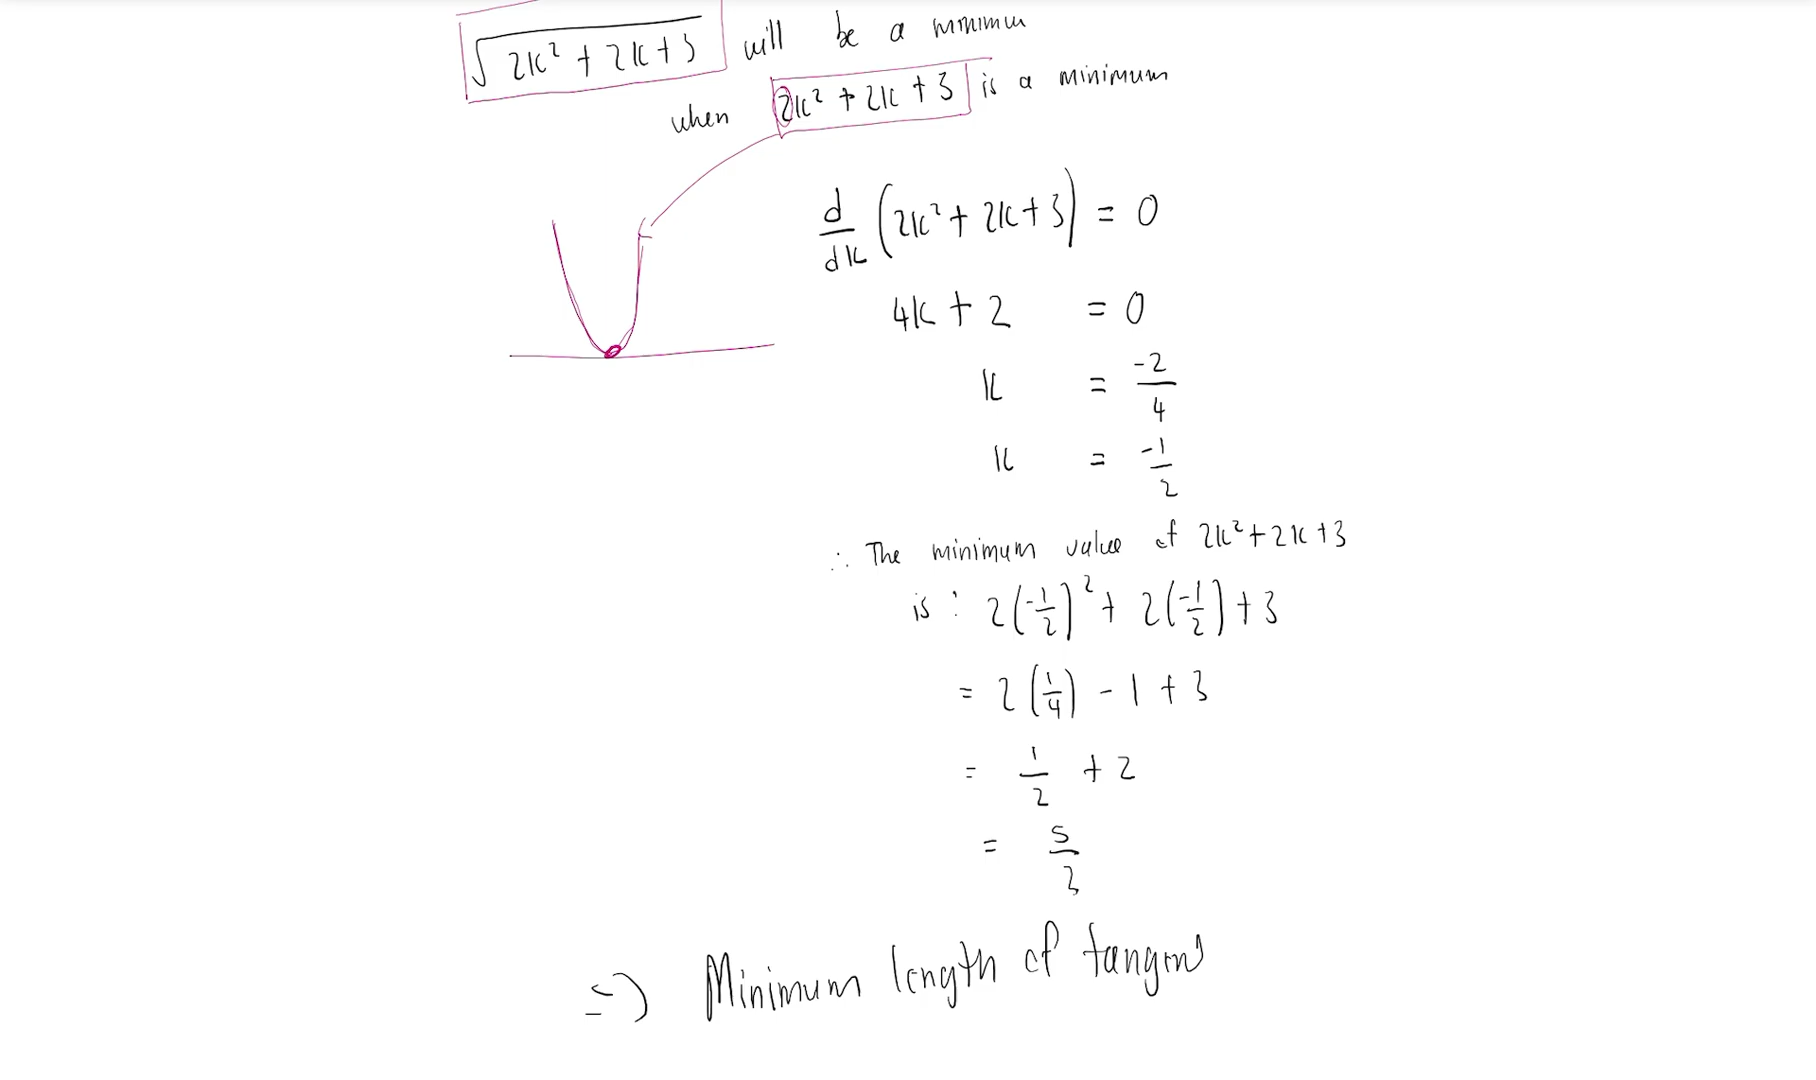 √(2k² + 2k + 3) will be a minimu
when 2k² + 2k + 3 is a minimum
d/dk (2k² + 2k + 3) = 0
4k + 2 = 0
k = -2/4
k = -1/2
∴ The minimum value of 2k² + 2k + 3
is : 2(-1/2)² + 2(-1/2) + 3
= 2(1/4) - 1 + 3
= 1/2 + 2
= 5/2
=> Minimum length of tangen